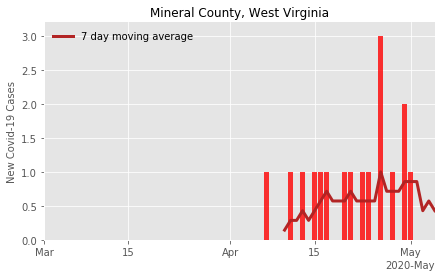 Mineral County, West Virginia
7 day moving average
New Covid-19 Cases
3.0
2.5
2.0
1.5
1.0
0.5
0.0
Mar 15 Apr 15 May
2020-May